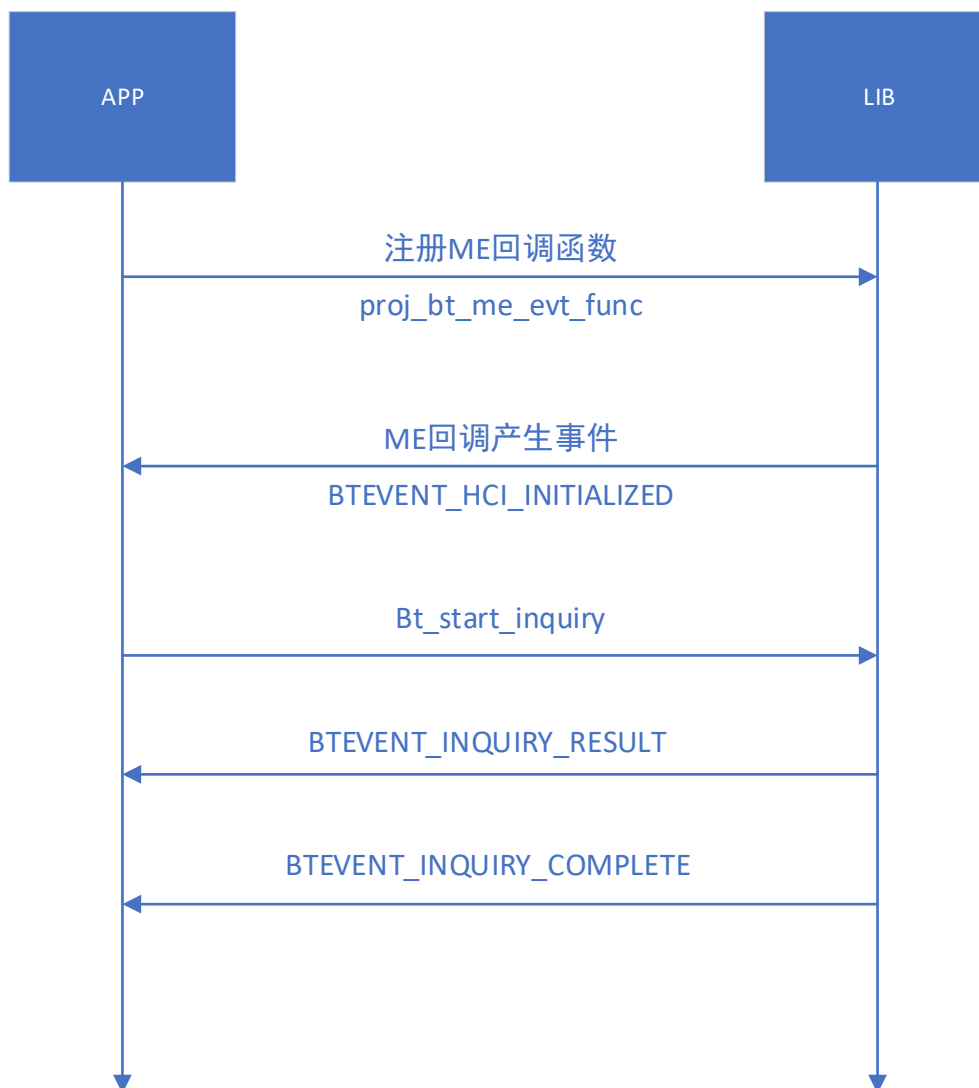 APP
LIB
注册ME回调函数
proj_bt_me_evt_func
ME回调产生事件
BTEVENT_HCI_INITIALIZED
Bt_start_inquiry
BTEVENT_INQUIRY_RESULT
BTEVENT_INQUIRY_COMPLETE